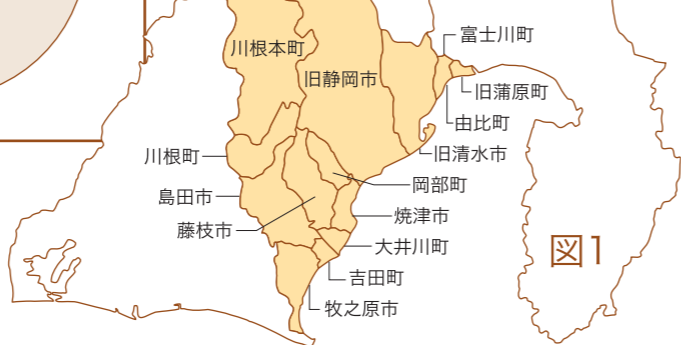 富士川町
川根本町
旧静岡市
旧蒲原町
由比町
旧清水市
川根町
岡部町
島田市
焼津市
藤枝市
大井川町
図1
吉田町
牧之原市